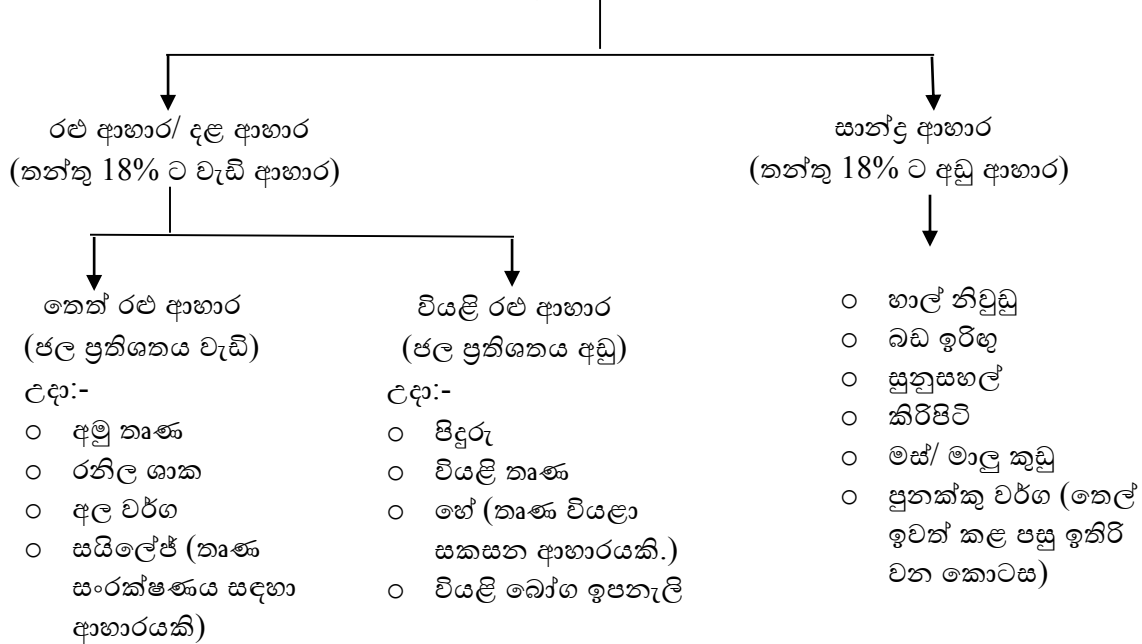 රළු ආහාර/ දළ ආහාර
(තන්තු 18% ට වැඩි ආහාර)
සාන්ද්‍ර ආහාර
(තන්තු 18% ට අඩු ආහාර)
තෙත් රළු ආහාර
(ජල ප්‍රතිශතය වැඩි)
උදා:-
○ අමු තෘණ
○ රනිල ශාක
○ අල වර්ග
○ සයිලේජ් (තෘණ
සංරක්ෂණය සඳහා
ආහාරයකි)
වියළි රළු ආහාර
(ජල ප්‍රතිශතය අඩු)
උදා:-
○ පිදුරු
○ වියළි තෘණ
○ හේ (තෘණ වියළා
සකසන ආහාරයකි.)
○ වියළි බෝග ඉපනැලි
○ හාල් නිවුඩු
○ බඩ ඉරිඟු
○ සුනුසහල්
○ කිරිපිටි
○ මස්/ මාලු කුඩු
○ පුනක්කු වර්ග (තෙල්
ඉවත් කළ පසු ඉතිරි
වන කොටස)